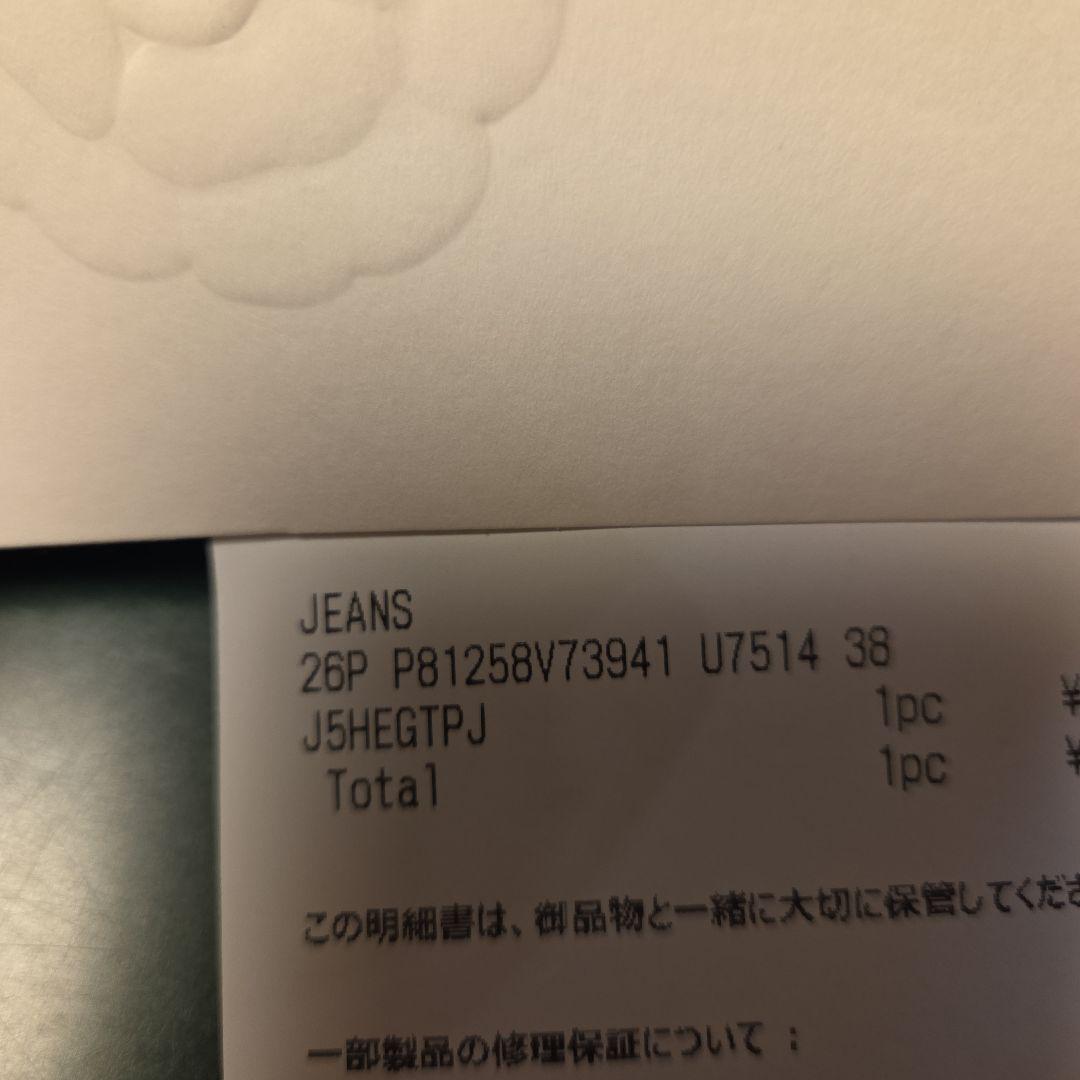 JEANS
26P P81258V73941 U7514 38
J5HEGTPJ 1pc ¥
Total 1pc ¥
この明細書は、御品物と一緒に大切に保管してくださ
一部製品の修理保証について：